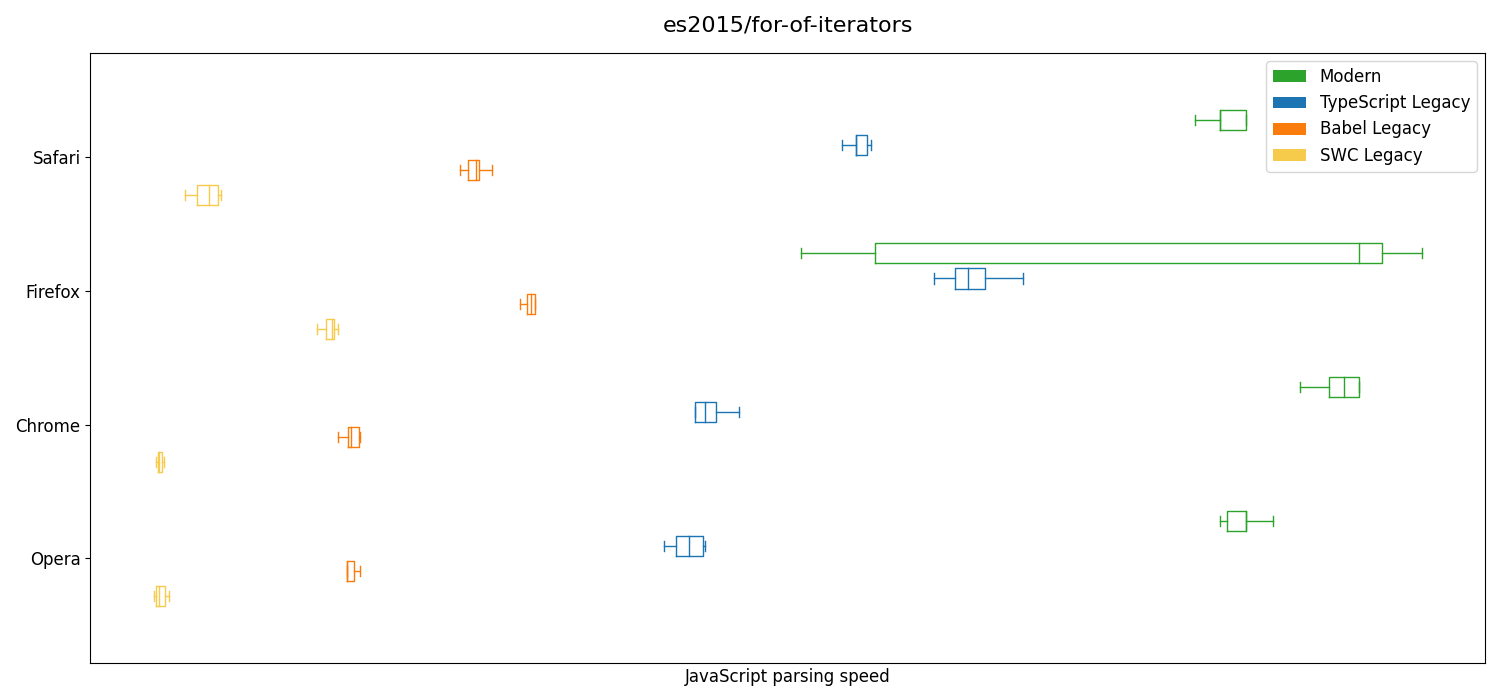 es2015/for-of-iterators
Modern
TypeScript Legacy
Babel Legacy
SWC Legacy
Safari
Firefox
Chrome
Opera
JavaScript parsing speed